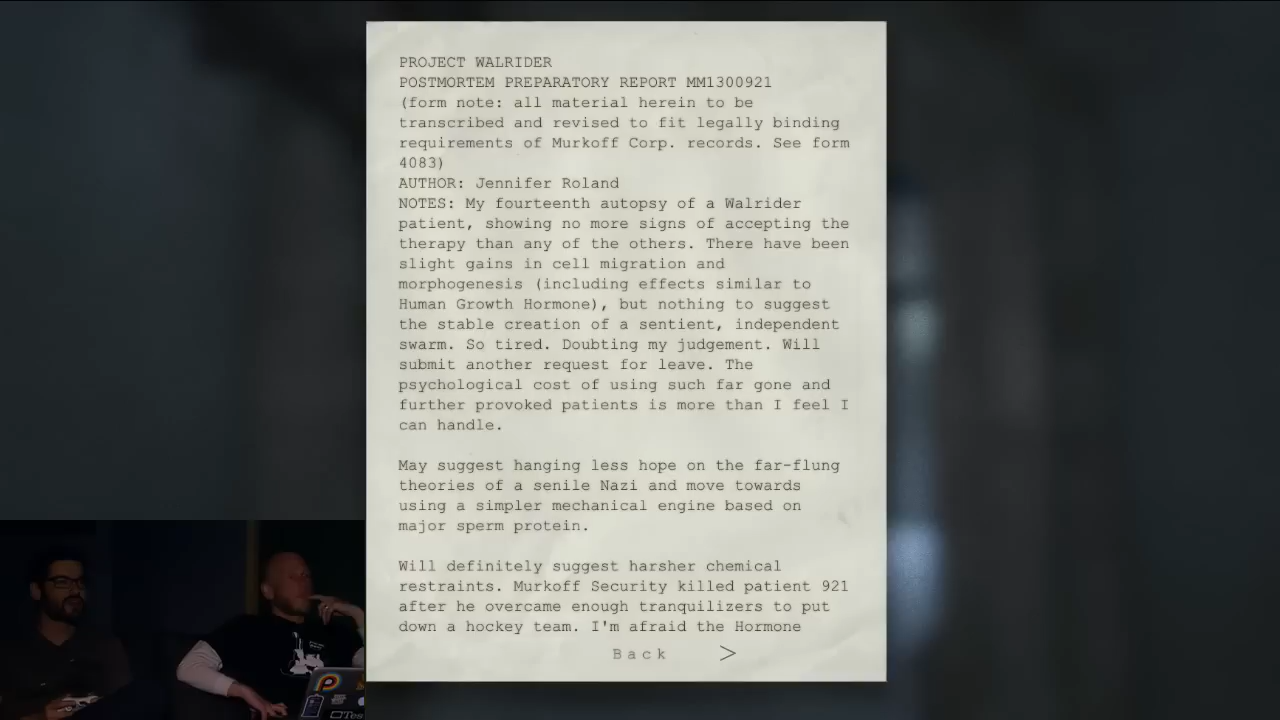 PROJECT WALRIDER
POSTMORTEM PREPARATORY REPORT MM1300921
(form note: all material herein to be
transcribed and revised to fit legally binding
requirements of Murkoff Corp. records. See form
4083)
AUTHOR: Jennifer Roland
NOTES: My fourteenth autopsy of a Walrider
patient, showing no more signs of accepting the
therapy than any of the others. There have been
slight gains in cell migration and
morphogenesis (including effects similar to
Human Growth Hormone), but nothing to suggest
the stable creation of a sentient, independent
swarm. So tired. Doubting my judgement. Will
submit another request for leave. The
psychological cost of using such far gone and
further provoked patients is more than I feel I
can handle.
May suggest hanging less hope on the far-flung
theories of a senile Nazi and move towards
using a simpler mechanical engine based on
major sperm protein.
Will definitely suggest harsher chemical
restraints. Murkoff Security killed patient 921
after he overcame enough tranquilizers to put
down a hockey team. I'm afraid the Hormone
Back >